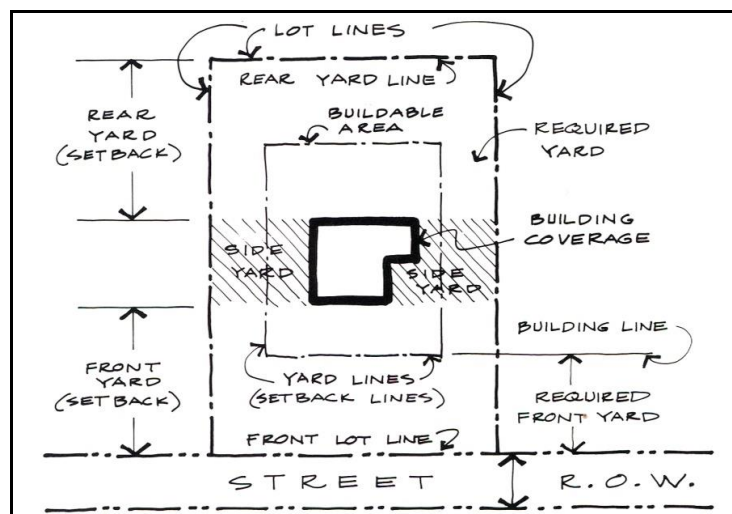 LOT LINES
REAR YARD LINE
REAR
YARD
(SETBACK)
BUILDABLE
AREA
REQUIRED
YARD
SIDE
YARD
BUILDING
COVERAGE
SIDE
YARD
BUILDING LINE
FRONT
YARD
(SETBACK)
YARD LINES
(SETBACK LINES)
REQUIRED
FRONT YARD
FRONT LOT LINE
STREET
R.O.W.